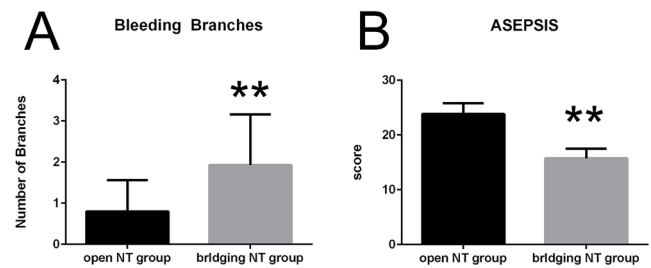 A
Bleeding Branches
Number of Branches
4
3
2
1
0
**
open NT group
bridging NT group
B
ASEPSIS
score
30
20
10
0
**
open NT group
bridging NT group